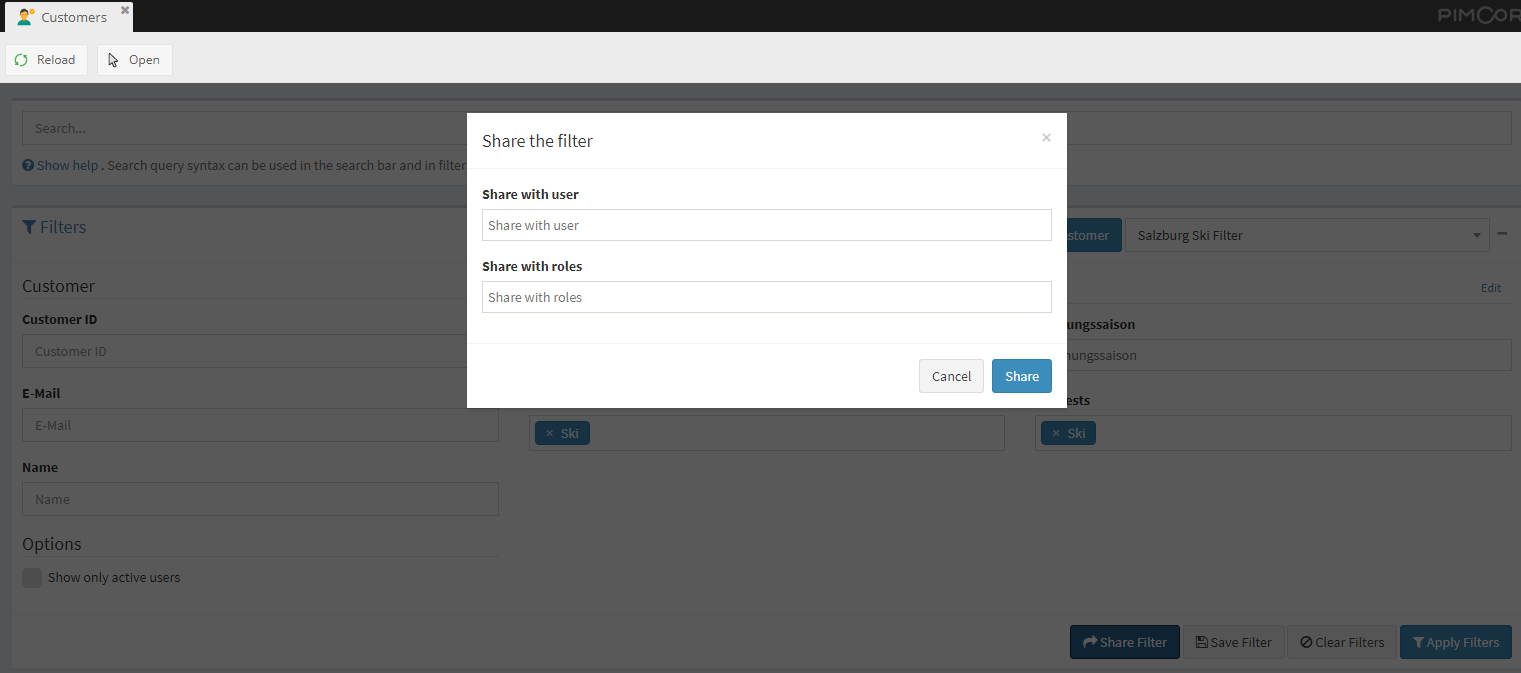 Customers
PIMCOR
Reload
Open
Search...
Show help . Search query syntax can be used in the search bar and in filter
Share the filter
×
Share with user
Share with user
Share with roles
Share with roles
Cancel
Share
Filters
stomer
Salzburg Ski Filter
Customer
Edit
Customer ID
Customer ID
ungssaison
nungssaison
E-Mail
E-Mail
ests
× Ski
× Ski
Name
Name
Options
Show only active users
Share Filter
Save Filter
Clear Filters
Apply Filters